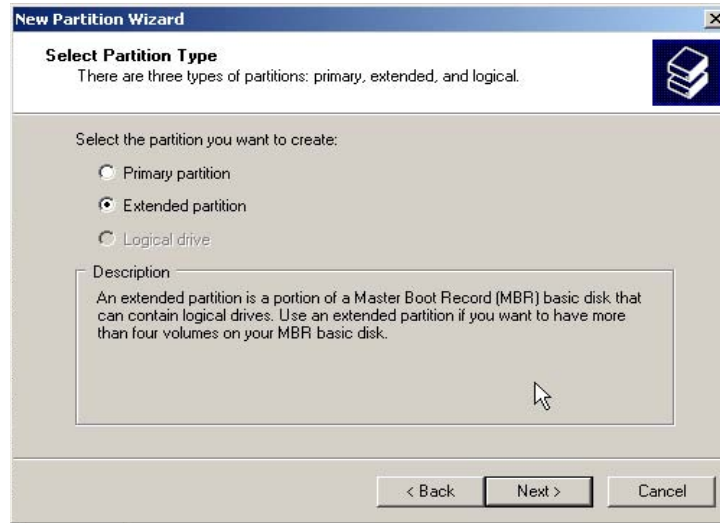 New Partition Wizard
Select Partition Type
There are three types of partitions: primary, extended, and logical.
Select the partition you want to create:
Primary partition
Extended partition
Logical drive
Description
An extended partition is a portion of a Master Boot Record (MBR) basic disk that
can contain logical drives. Use an extended partition if you want to have more
than four volumes on your MBR basic disk.
< Back Next > Cancel